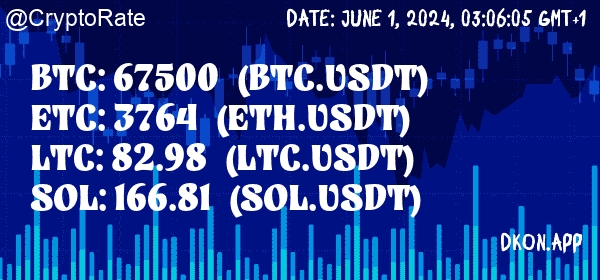 @CryptoRate
DATE: JUNE 1, 2024, 03:06:05 GMT+1
BTC: 67500 (BTC.USDT)
ETC: 3764 (ETH.USDT)
LTC: 82.98 (LTC.USDT)
SOL: 166.81 (SOL.USDT)
DKON.APP